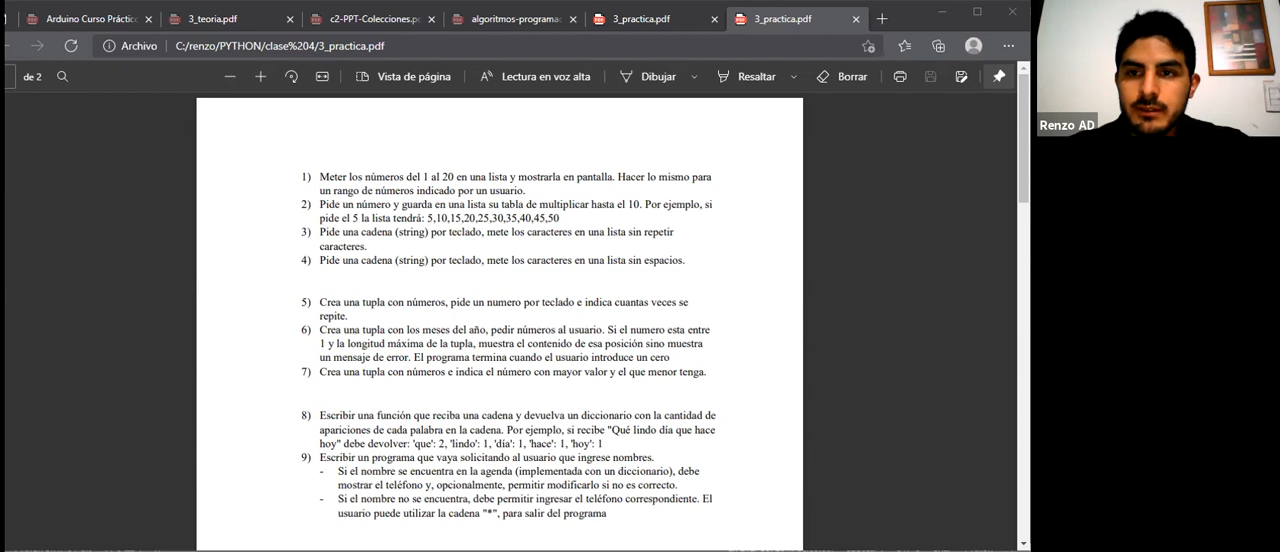 Arduino Curso Práctic
3_teoria.pdf
c2-PPT-Colecciones.pd
algoritmos-programac
3_practica.pdf
3_practica.pdf
Archivo
C:/renzo/PYTHON/clase%204/3_practica.pdf
de 2
Vista de página
Lectura en voz alta
Dibujar
Resaltar
Borrar
Renzo AD
1) Meter los números del 1 al 20 en una lista y mostrarla en pantalla. Hacer lo mismo para
un rango de números indicado por un usuario.
2) Pide un número y guarda en una lista su tabla de multiplicar hasta el 10. Por ejemplo, si
pide el 5 la lista tendrá: 5,10,15,20,25,30,35,40,45,50
3) Pide una cadena (string) por teclado, mete los caracteres en una lista sin repetir
caracteres.
4) Pide una cadena (string) por teclado, mete los caracteres en una lista sin espacios.
5) Crea una tupla con números, pide un numero por teclado e indica cuantas veces se
repite.
6) Crea una tupla con los meses del año, pedir números al usuario. Si el numero esta entre
1 y la longitud máxima de la tupla, muestra el contenido de esa posición sino muestra
un mensaje de error. El programa termina cuando el usuario introduce un cero
7) Crea una tupla con números e indica el número con mayor valor y el que menor tenga.
8) Escribir una función que reciba una cadena y devuelva un diccionario con la cantidad de
apariciones de cada palabra en la cadena. Por ejemplo, si recibe "Qué lindo día que hace
hoy" debe devolver: 'que': 2, 'lindo': 1, 'día': 1, 'hace': 1, 'hoy': 1
9) Escribir un programa que vaya solicitando al usuario que ingrese nombres.
- Si el nombre se encuentra en la agenda (implementada con un diccionario), debe
mostrar el teléfono y, opcionalmente, permitir modificarlo si no es correcto.
- Si el nombre no se encuentra, debe permitir ingresar el teléfono correspondiente. El
usuario puede utilizar la cadena "*", para salir del programa